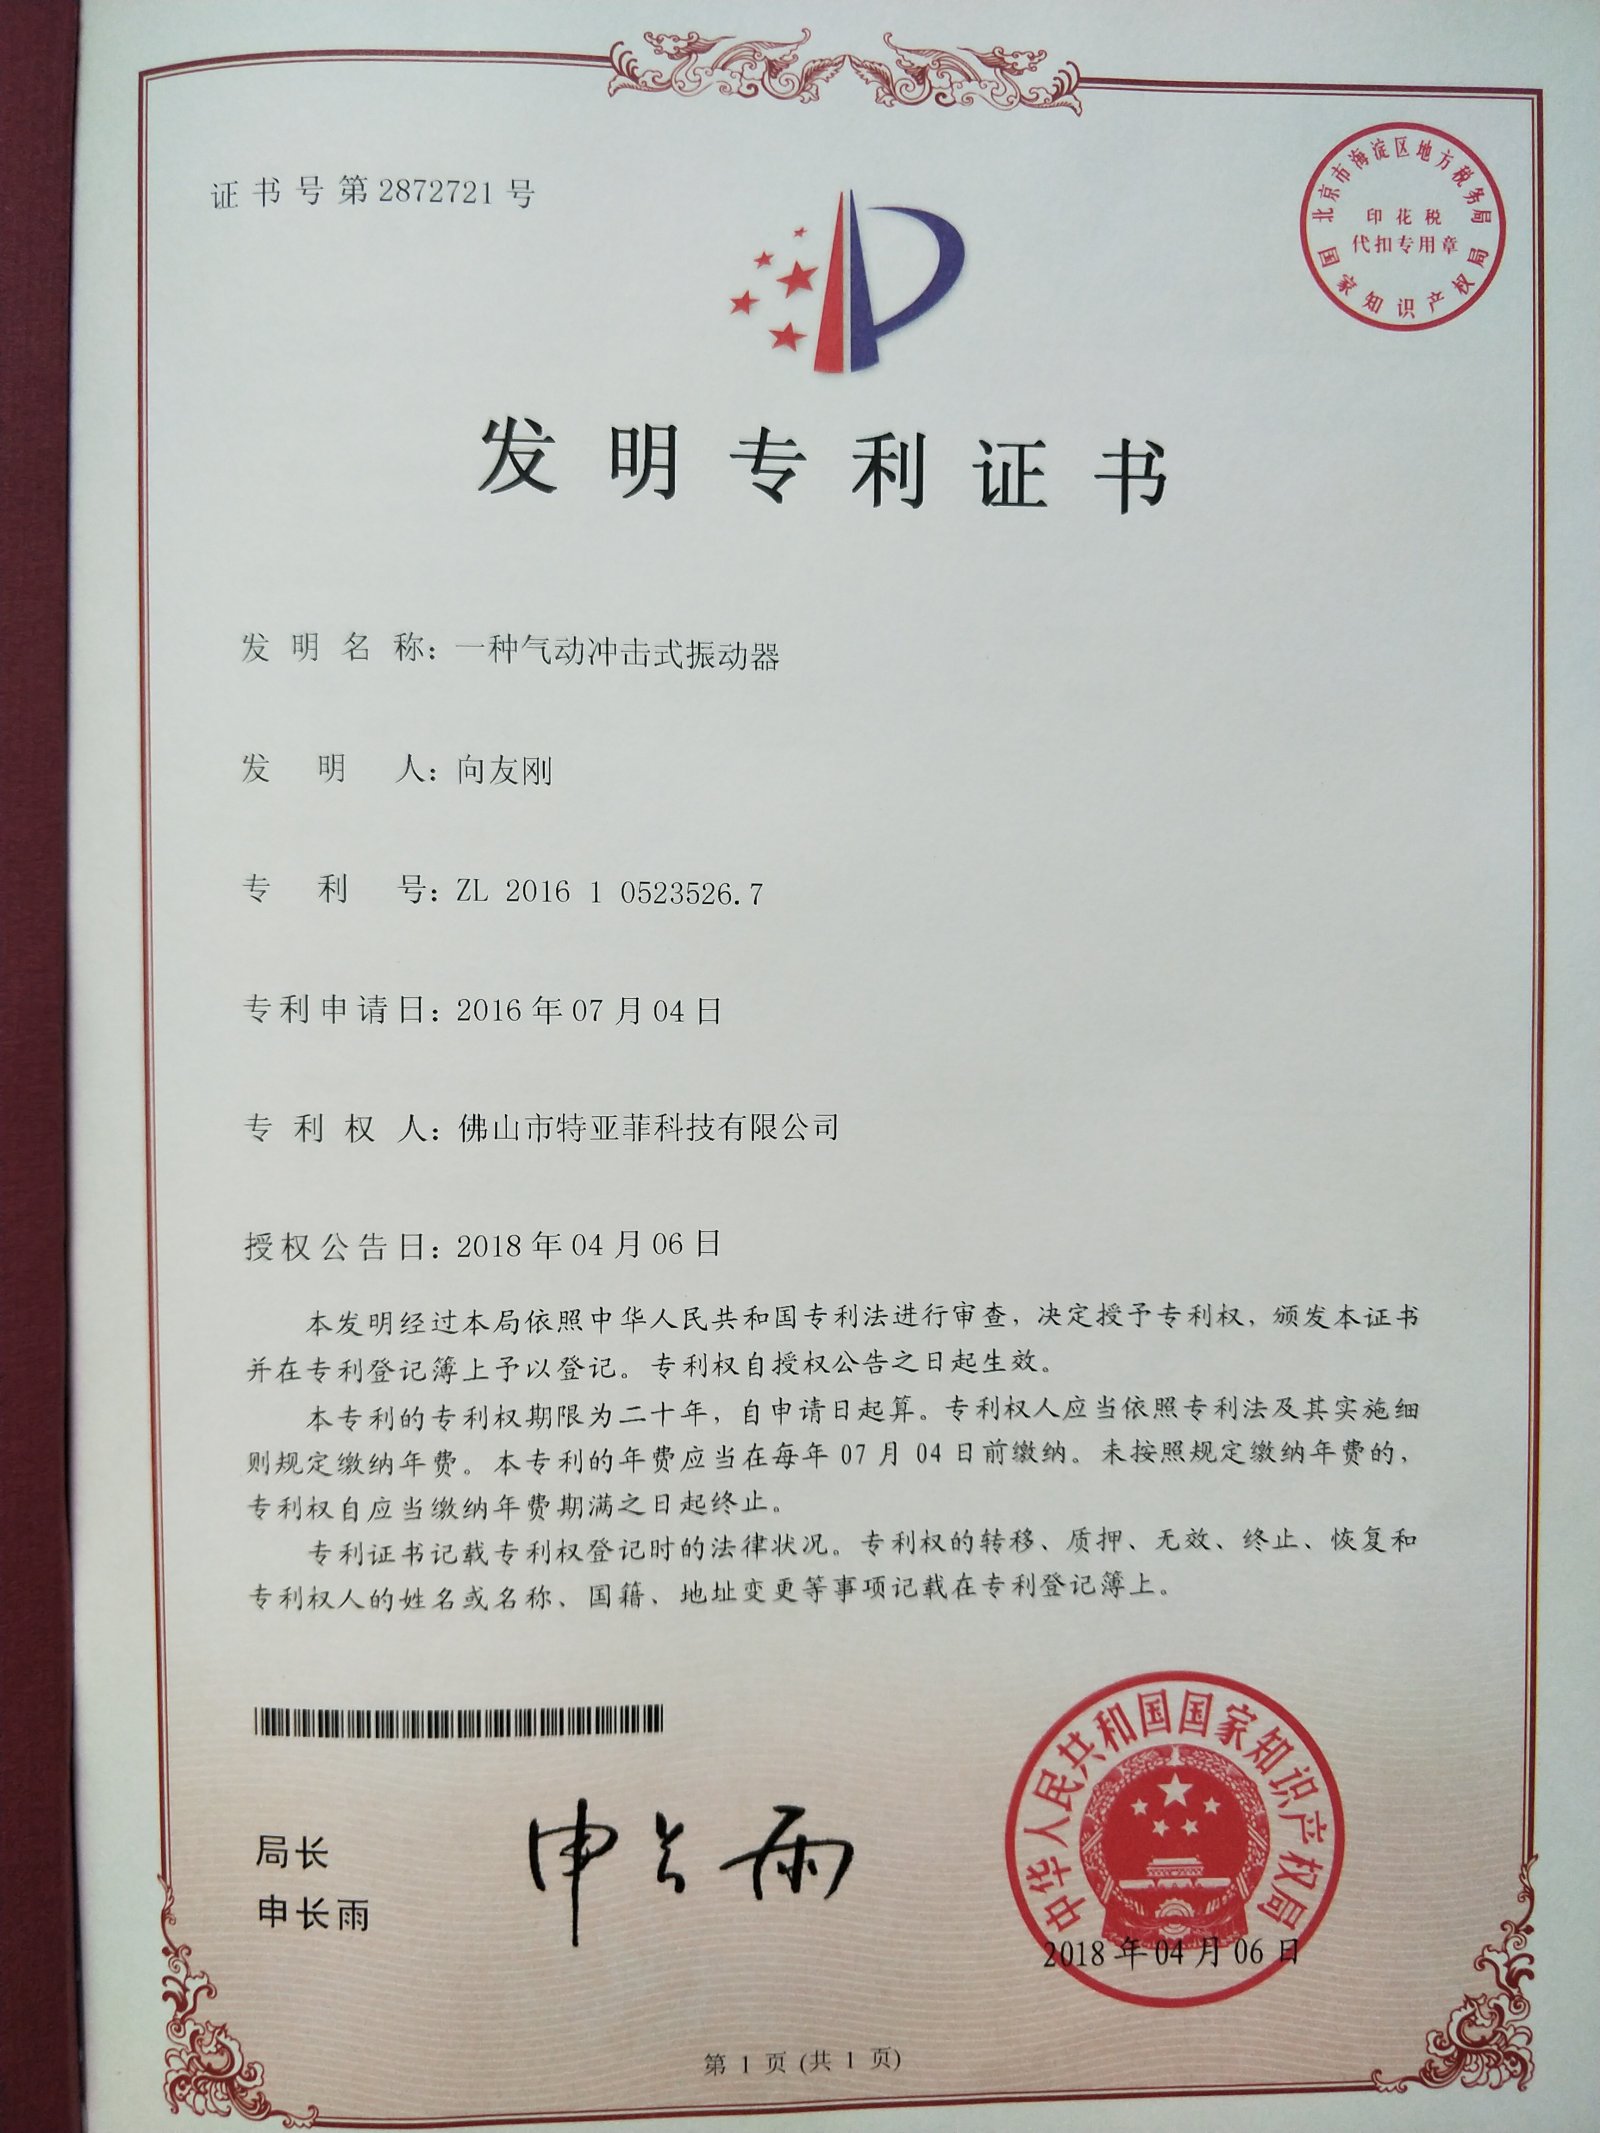 证书号第2872721号
北京市海淀区地方税务局
印花税
代扣专用章
国家知识产权局
发明专利证书
发明名称：一种气动冲击式振动器
发明人：向友刚
专利号：ZL 2016 1 0523526.7
专利申请日：2016年07月04日
专利权人：佛山市特亚菲科技有限公司
授权公告日：2018年04月06日
本发明经过本局依照中华人民共和国专利法进行审查，决定授予专利权，颁发本证书
并在专利登记簿上予以登记。专利权自授权公告之日起生效。
本专利的专利权期限为二十年，自申请日起算。专利权人应当依照专利法及其实施细
则规定缴纳年费。本专利的年费应当在每年07月04日前缴纳。未按照规定缴纳年费的，
专利权自应当缴纳年费期满之日起终止。
专利证书记载专利权登记时的法律状况。专利权的转移、质押、无效、终止、恢复和
专利权人的姓名或名称、国籍、地址变更等事项记载在专利登记簿上。
局长
申长雨
申长雨
中华人民共和国国家知识产权局
2018年04月06日
第 1 页 (共 1 页)